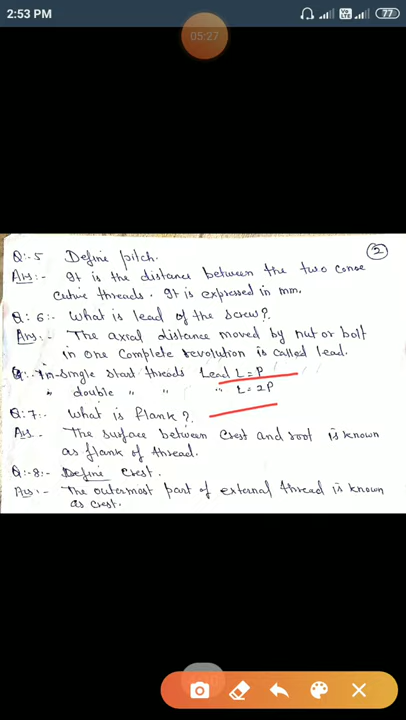 2:53 PM
77
05:27
2
Q:-5 Define pitch.
Ans:- It is the distance between the two conse
cutive threads. It is expressed in mm.
Q:6:- What is lead of the screw?
Ans:- The axial distance moved by nut or bolt
in one complete revolution is called lead.
In single start threads Lead L=P
" double " " " L=2P
Q:7:- What is flank?
Ans.- The surface between crest and root is known
as flank of thread.
Q:-8:- Define crest.
Ans:- The outermost part of external thread is known
as crest.